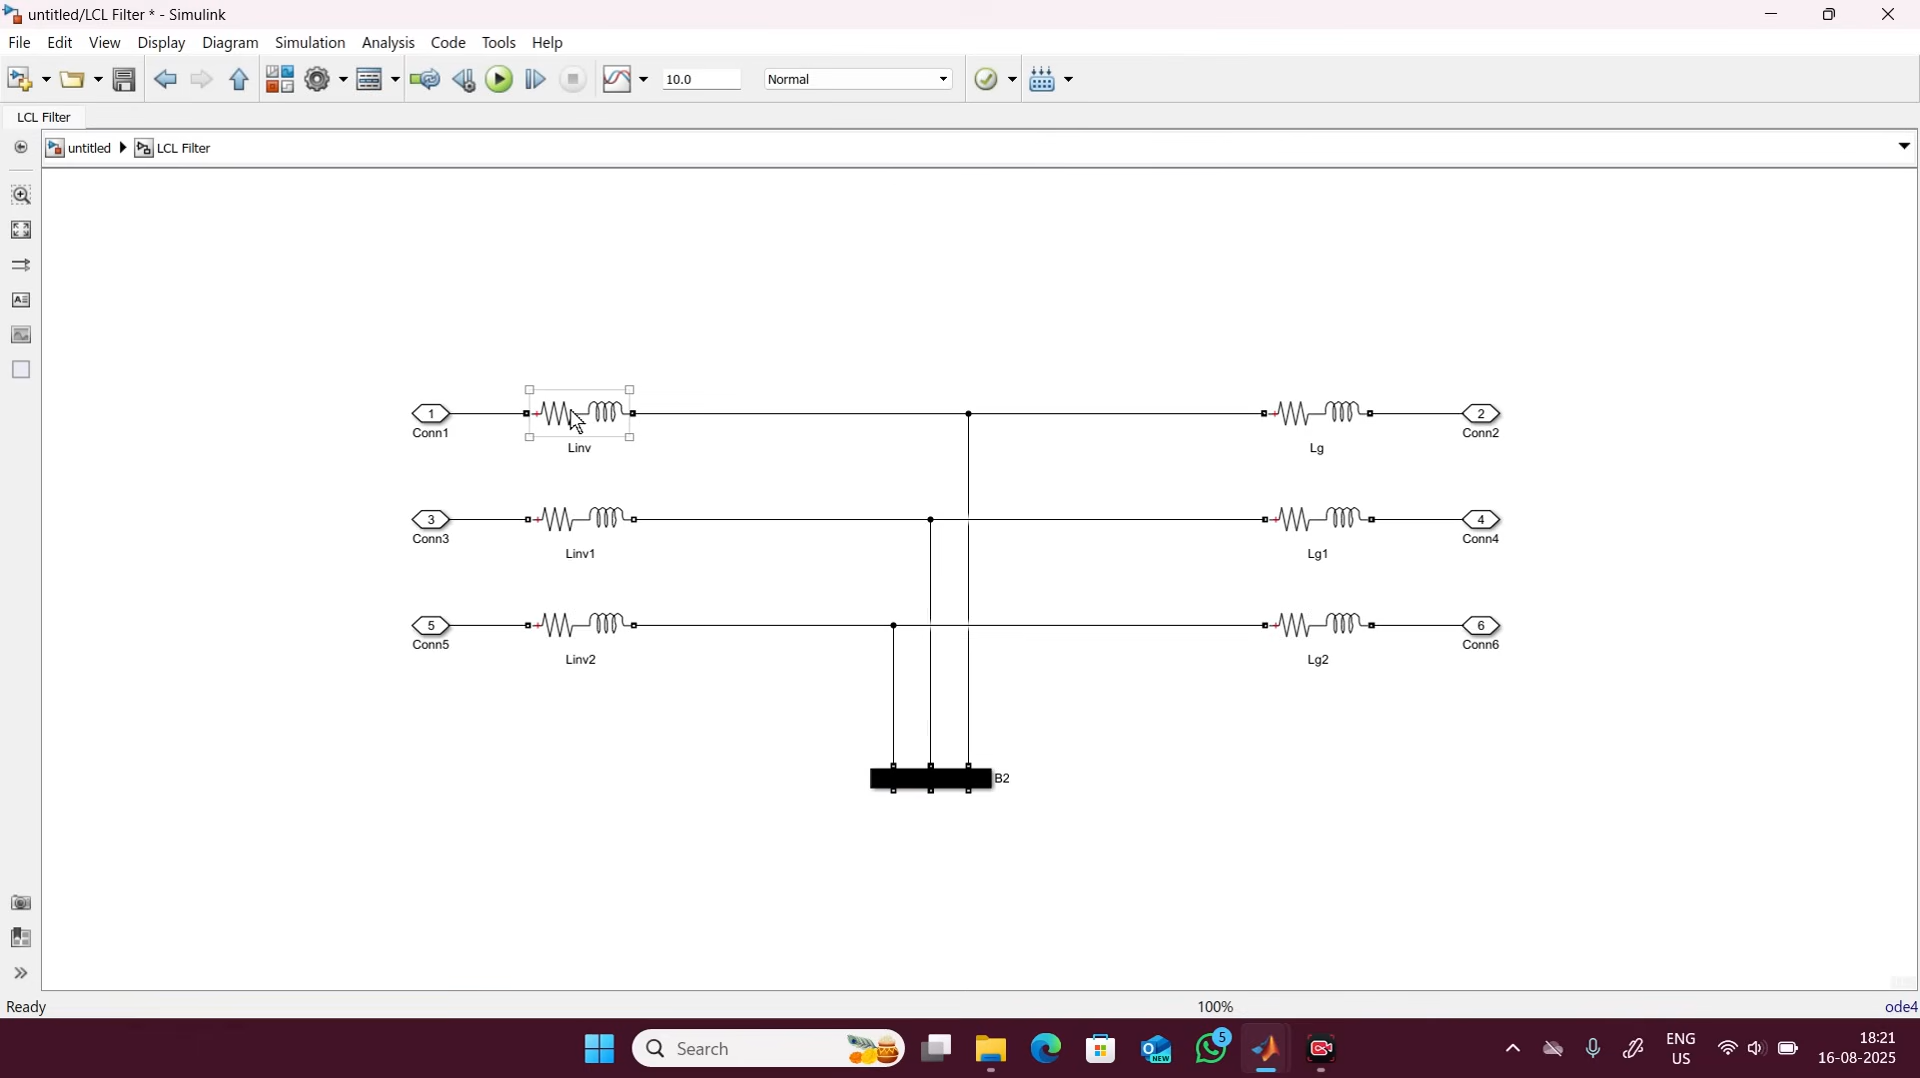 untitled/LCL Filter * - Simulink
File Edit View Display Diagram Simulation Analysis Code Tools Help
10.0 Normal
LCL Filter
untitled LCL Filter
1 2
Conn1 Conn2
Linv Lg
3 4
Conn3 Conn4
Linv1 Lg1
5 6
Conn5 Conn6
Linv2 Lg2
B2
Ready 100% ode4
Search
NEW
5
ENG
US
18:21
16-08-2025